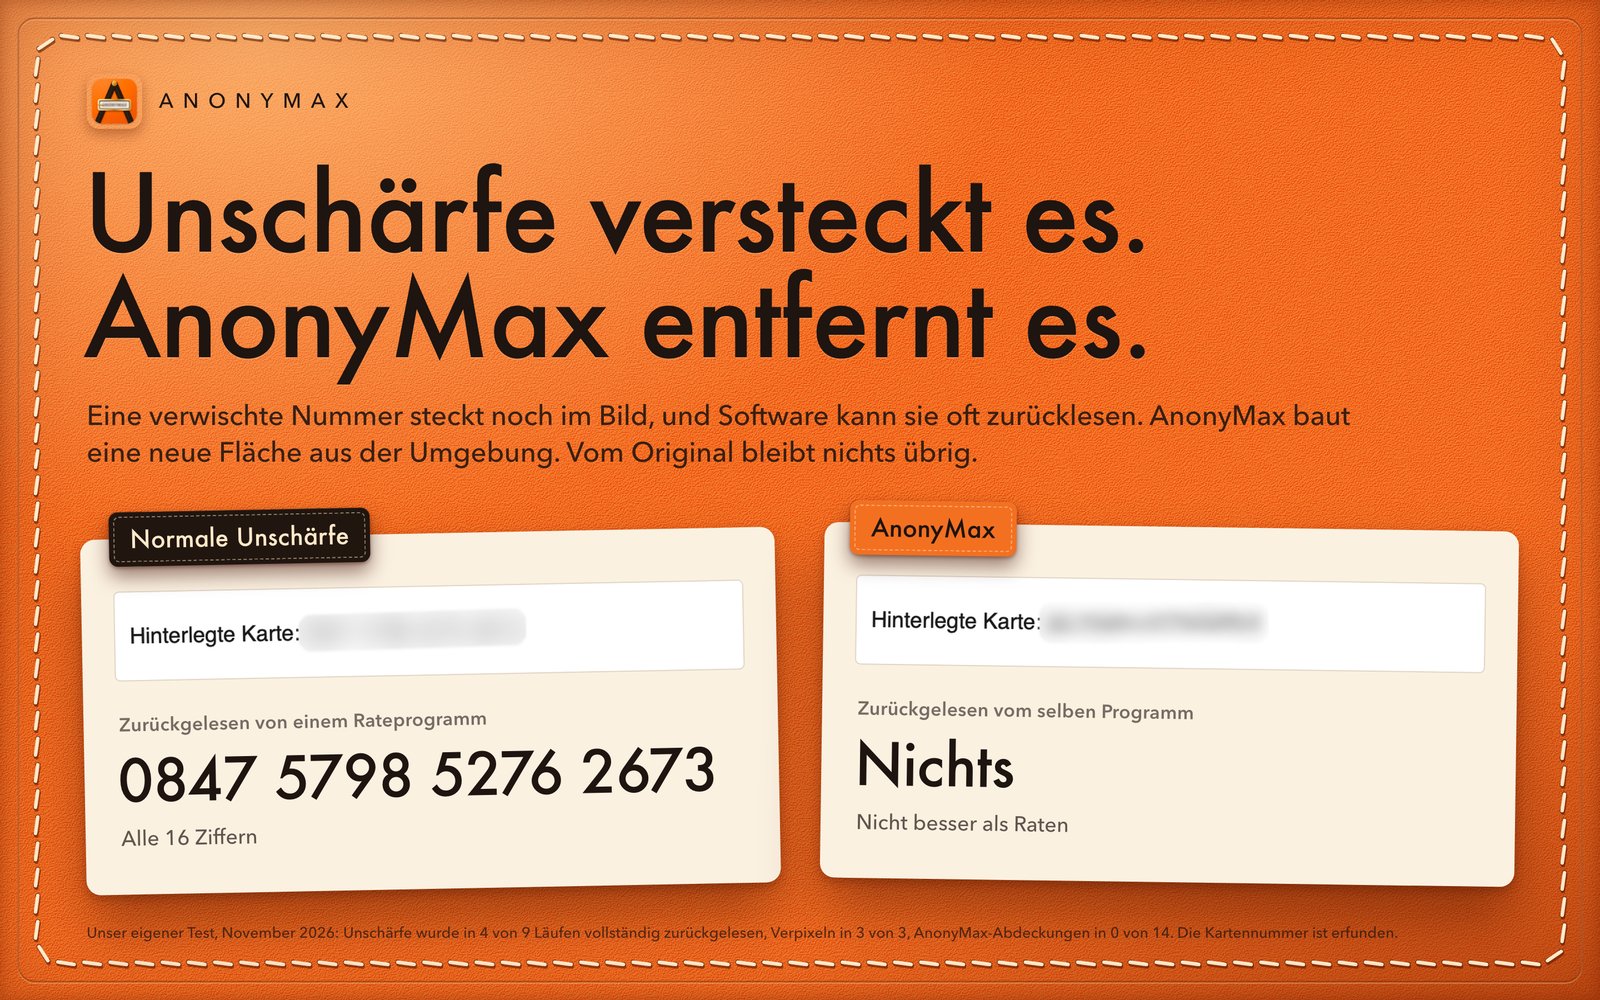 ANONYMAX
Unschärfe versteckt es.
AnonyMax entfernt es.
Eine verwischte Nummer steckt noch im Bild, und Software kann sie oft zurücklesen. AnonyMax baut
eine neue Fläche aus der Umgebung. Vom Original bleibt nichts übrig.
Normale Unschärfe
Hinterlegte Karte:
Zurückgelesen von einem Rateprogramm
0847 5798 5276 2673
Alle 16 Ziffern
AnonyMax
Hinterlegte Karte:
Zurückgelesen vom selben Programm
Nichts
Nicht besser als Raten
Unser eigener Test, November 2026: Unschärfe wurde in 4 von 9 Läufen vollständig zurückgelesen, Verpixeln in 3 von 3, AnonyMax-Abdeckungen in 0 von 14. Die Kartennummer ist erfunden.